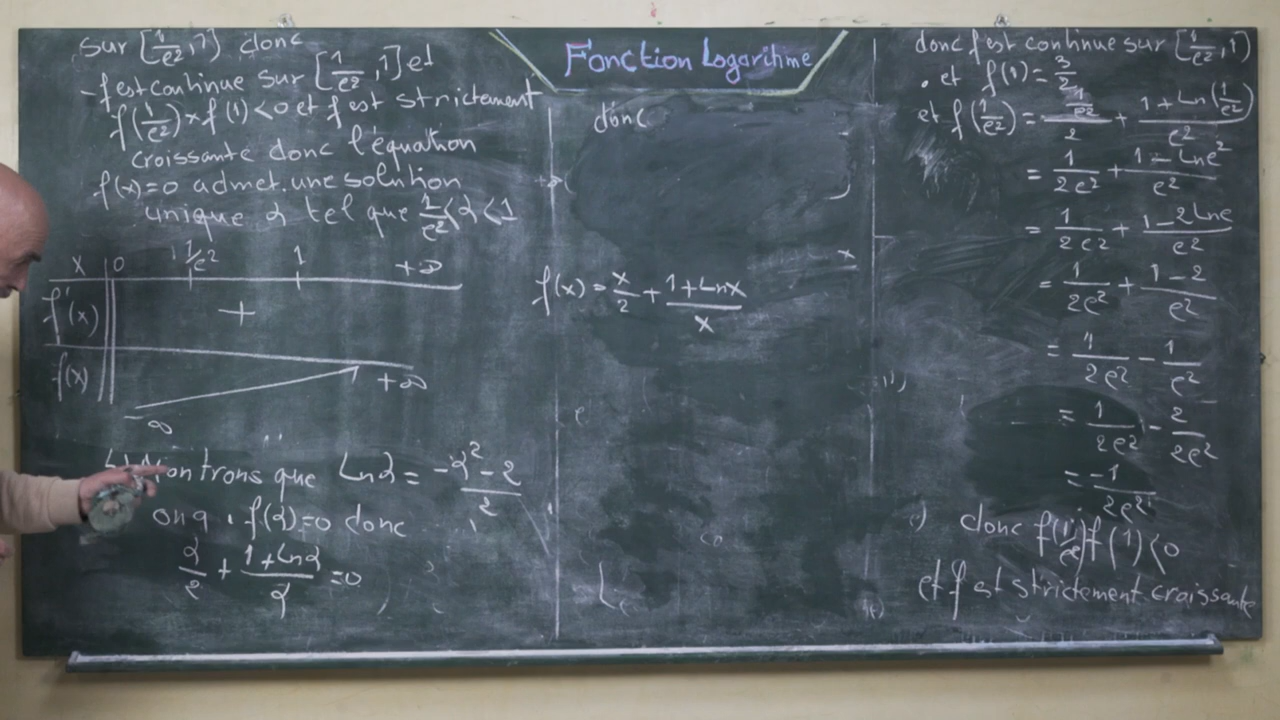 Fonction Logarithme
Sur [1/e²,1] donc
- f est continue sur [1/e²,1] et
f(1/e²)×f(1)<0 et f est strictement
croissante donc l'équation
f(x)=0 admet une solution
unique α tel que 1/e²<α<1
x 0 1/e² 1 +∞
f'(x) +
f(x) -∞ +∞
Montrons que Lnα = (-α²-2)/2
on a f(α)=0 donc
α/2 + (1+Lnα)/α = 0
donc
f(x) = x/2 + (1+Lnx)/x
donc f est continue sur [1/e²,1)
. et f(1) = 3/2
et f(1/e²) = (1/e²)/2 + (1+Ln(1/e²))/e²
= 1/2e² + (1-Lne²)/e²
= 1/2e² + (1-2Lne)/e²
= 1/2e² + (1-2)/e²
= 1/2e² - 1/e²
= 1/2e² - 2/2e²
= -1/2e²
donc f(1/e²)f(1)<0
et f est strictement craissante